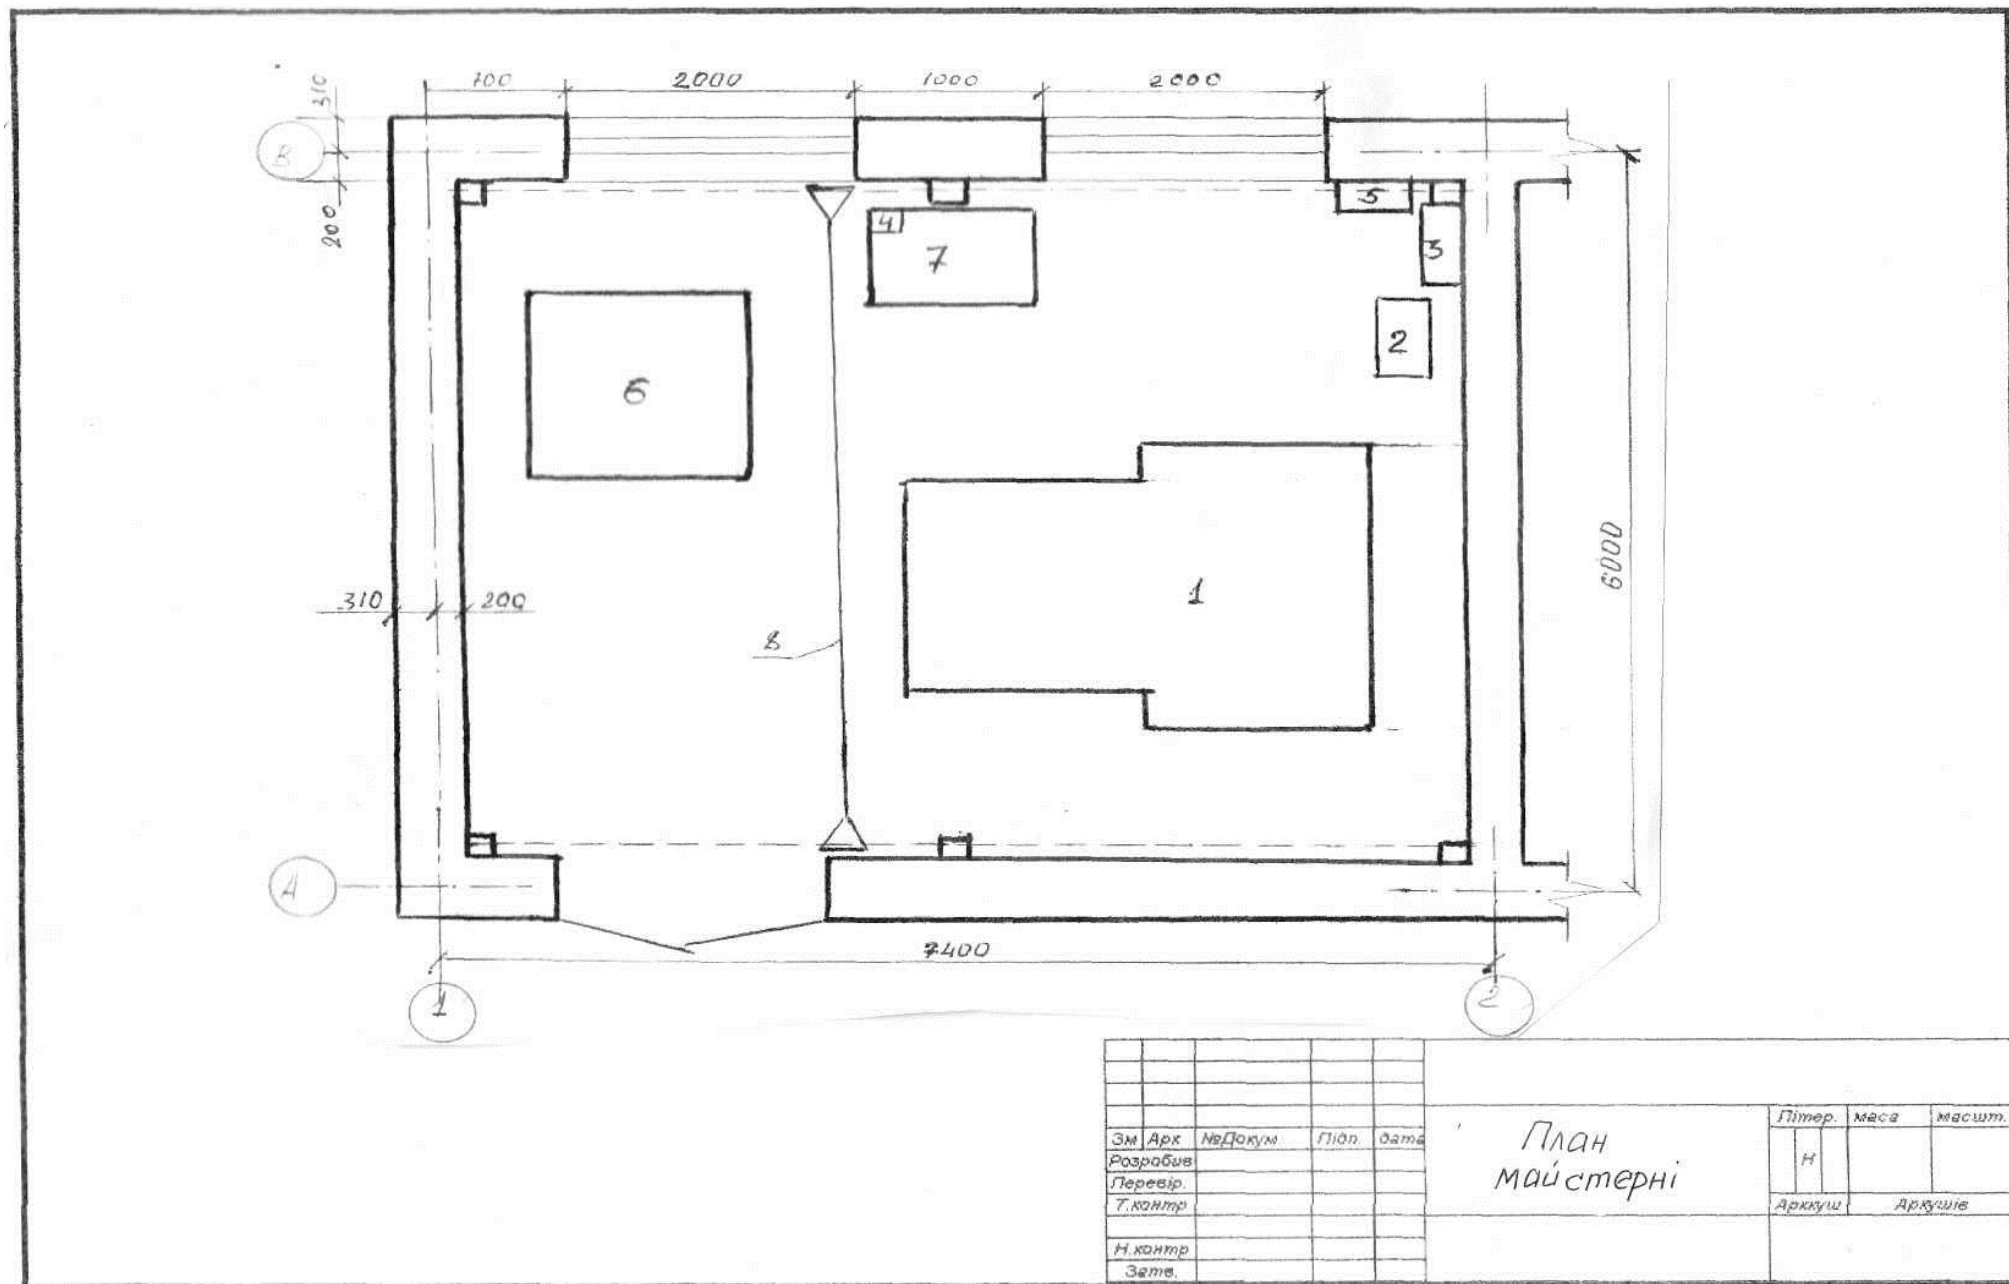 700 2000 1000 2000
310
В
200
5
4
7
3
2
6
6000
1
310 200
8
А
7400
1
2
Зм Арк №Докум Підп. дата
Розробив
Перевір.
Т.контр
Н.контр
Затв.
План
майстерні
Літер. маса масшт.
Н
Арккуш Аркушів